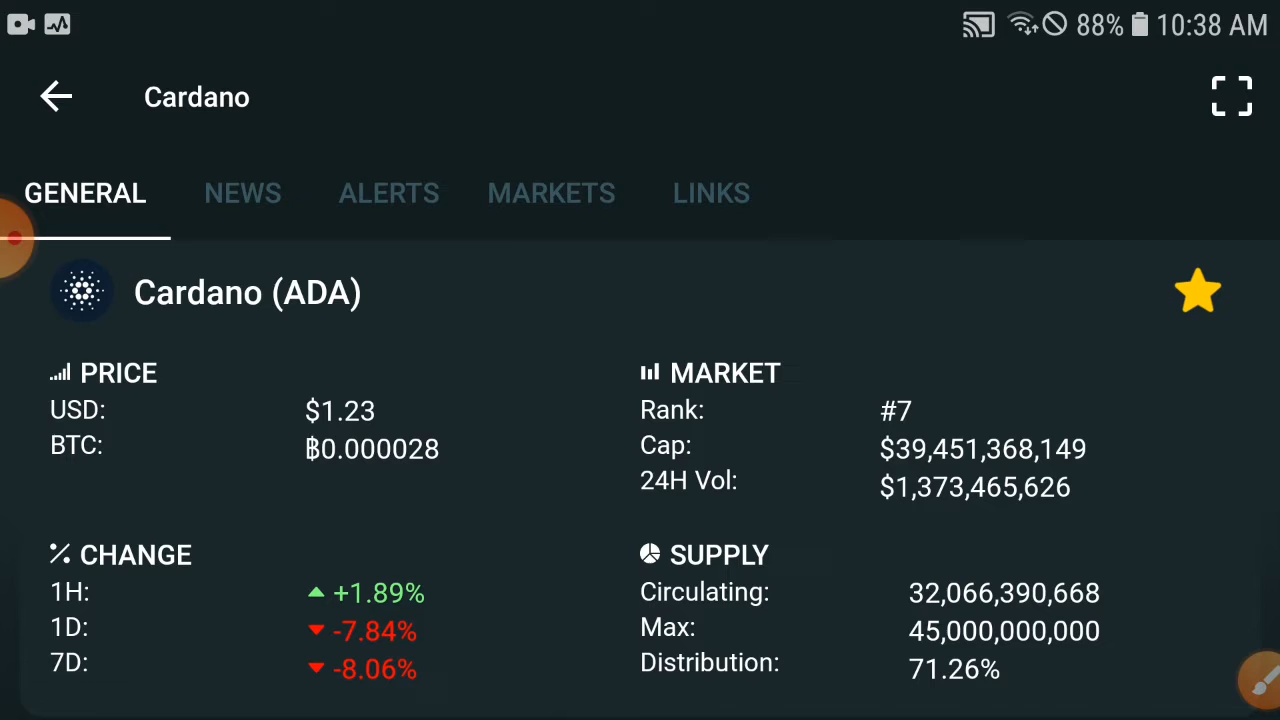 88% 10:38 AM
Cardano
GENERAL NEWS ALERTS MARKETS LINKS
Cardano (ADA)
PRICE
USD: $1.23
BTC: ฿0.000028
MARKET
Rank: #7
Cap: $39,451,368,149
24H Vol: $1,373,465,626
CHANGE
1H: +1.89%
1D: -7.84%
7D: -8.06%
SUPPLY
Circulating: 32,066,390,668
Max: 45,000,000,000
Distribution: 71.26%